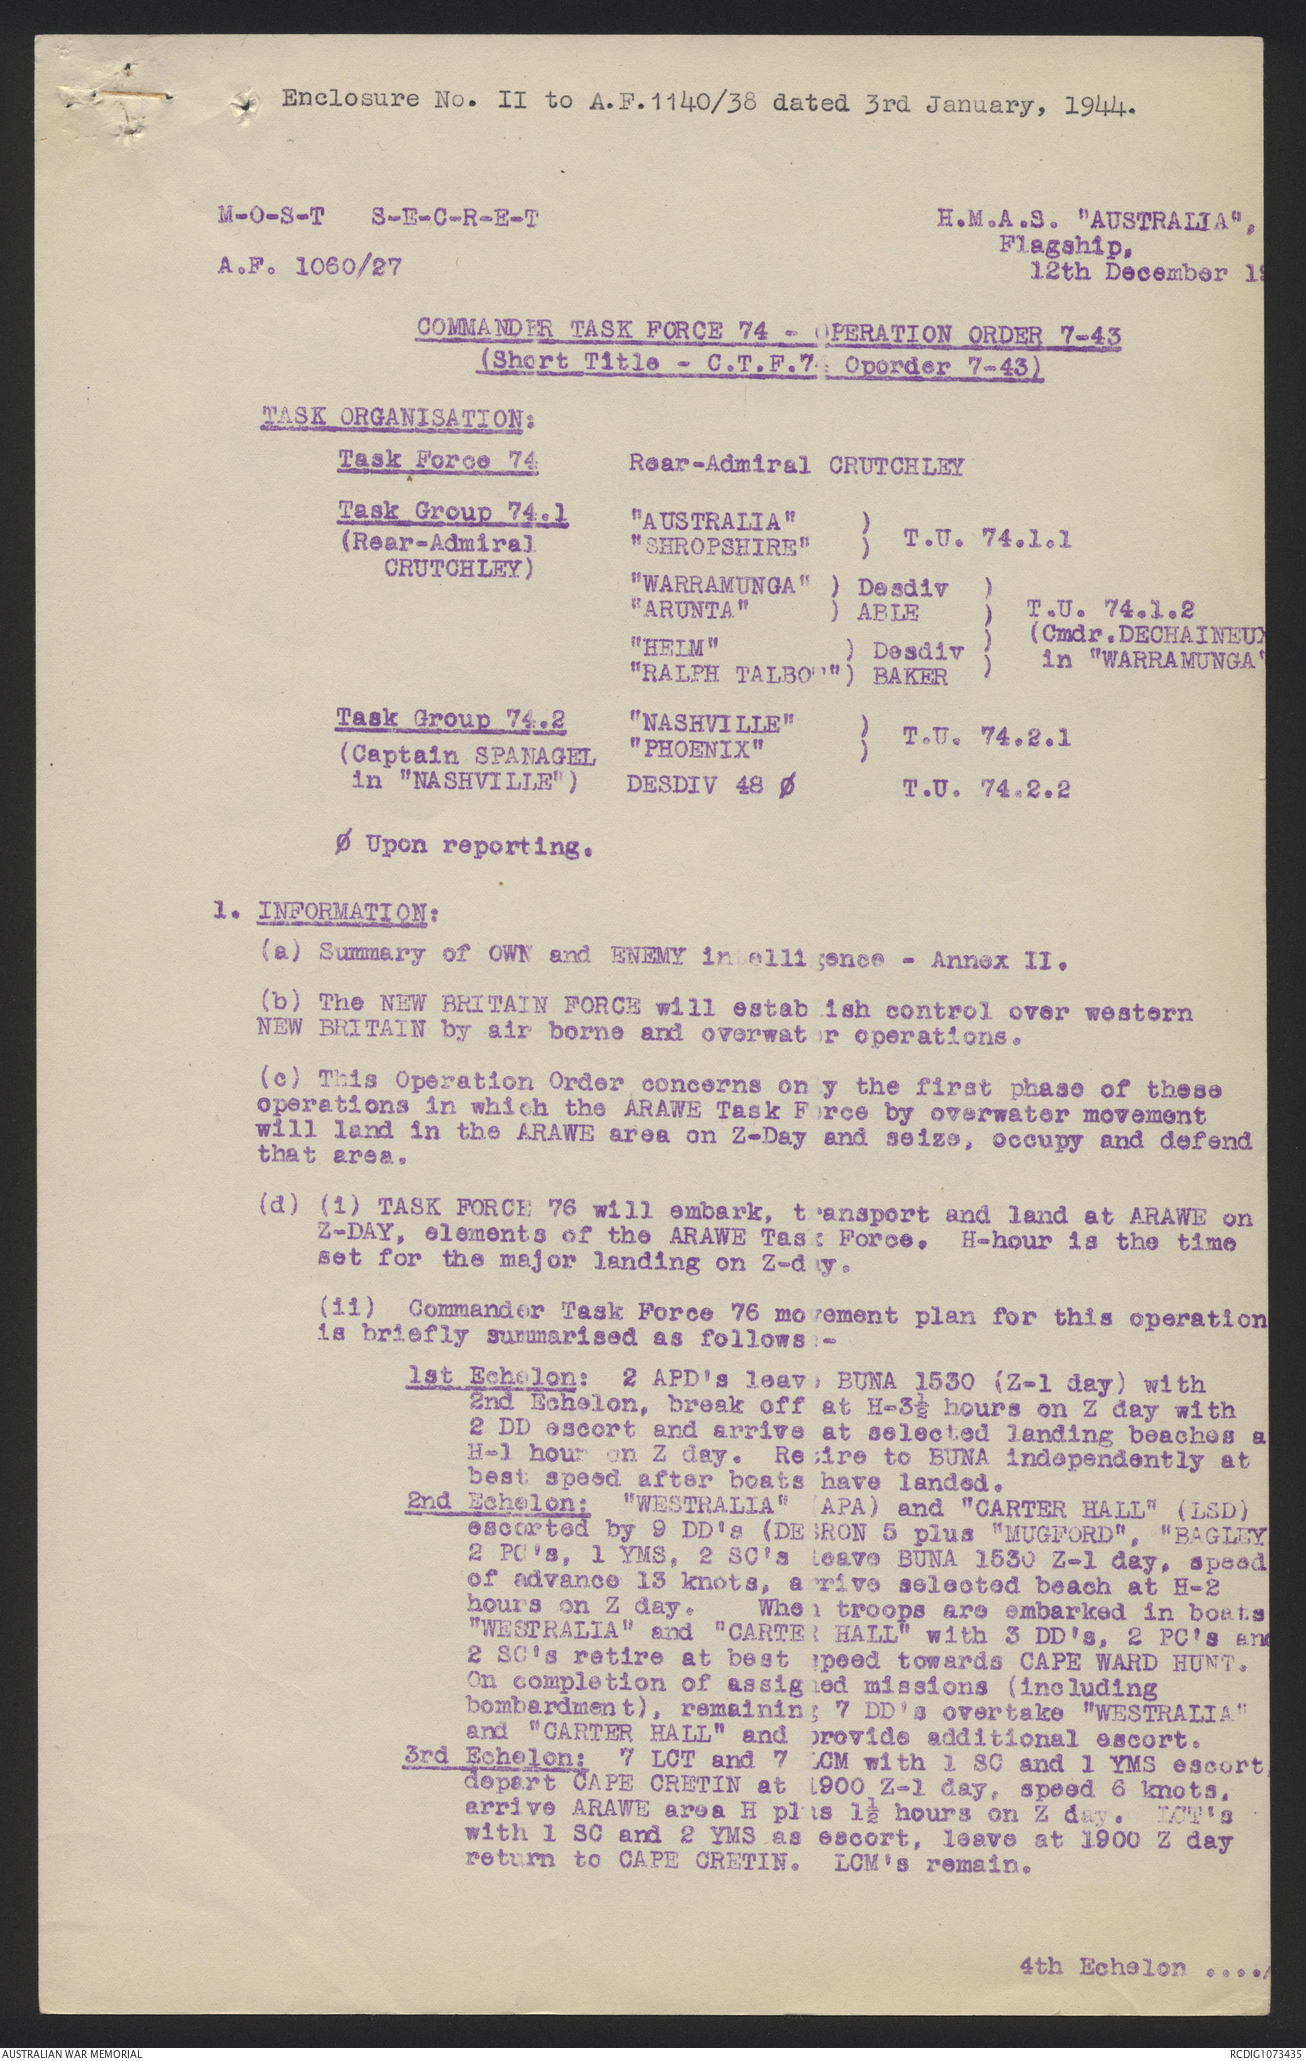 Enclosure No. II to A.F.1140/38 dated 3rd January, 1944.
M-O-S-T S-E-C-R-E-T
H.M.A.S. "AUSTRALIA",
Flagship,
A.F. 1060/27
12th December 19
COMMANDER TASK FORCE 74 - OPERATION ORDER 7-43
(Short Title - C.T.F.74 Oporder 7-43)
TASK ORGANISATION:
Task Force 74 Rear-Admiral CRUTCHLEY
Task Group 74.1 "AUSTRALIA" )
(Rear-Admiral "SHROPSHIRE" ) T.U. 74.1.1
CRUTCHLEY)
"WARRAMUNGA" ) Desdiv )
"ARUNTA" ) ABLE ) T.U. 74.1.2
) (Cmdr.DECHAINEUX
"HELM" ) Desdiv ) in "WARRAMUNGA"
"RALPH TALBOT") BAKER )
Task Group 74.2 "NASHVILLE" )
(Captain SPANAGEL "PHOENIX" ) T.U. 74.2.1
in "NASHVILLE") DESDIV 48 Ø T.U. 74.2.2
Ø Upon reporting.
1. INFORMATION:
(a) Summary of OWN and ENEMY intelligence - Annex II.
(b) The NEW BRITAIN FORCE will establish control over western
NEW BRITAIN by air borne and overwater operations.
(c) This Operation Order concerns only the first phase of these
operations in which the ARAWE Task Force by overwater movement
will land in the ARAWE area on Z-Day and seize, occupy and defend
that area.
(d) (i) TASK FORCE 76 will embark, transport and land at ARAWE on
Z-DAY, elements of the ARAWE Task Force. H-hour is the time
set for the major landing on Z-day.
(ii) Commander Task Force 76 movement plan for this operation
is briefly summarised as follows:-
1st Echelon: 2 APD's leave BUNA 1530 (Z-1 day) with
2nd Echelon, break off at H-3½ hours on Z day with
2 DD escort and arrive at selected landing beaches a
H-1 hour on Z day. Retire to BUNA independently at
best speed after boats have landed.
2nd Echelon: "WESTRALIA" (APA) and "CARTER HALL" (LSD)
escorted by 9 DD's (DESRON 5 plus "MUGFORD", "BAGLEY
2 PC's, 1 YMS, 2 SC's leave BUNA 1530 Z-1 day, speed
of advance 13 knots, arrive selected beach at H-2
hours on Z day. When troops are embarked in boats
"WESTRALIA" and "CARTER HALL" with 3 DD's, 2 PC's and
2 SC's retire at best speed towards CAPE WARD HUNT.
On completion of assigned missions (including
bombardment), remaining 7 DD's overtake "WESTRALIA"
and "CARTER HALL" and provide additional escort.
3rd Echelon: 7 LCT and 7 LCM with 1 SC and 1 YMS escort
depart CAPE CRETIN at 1900 Z-1 day, speed 6 knots,
arrive ARAWE area H plus 1½ hours on Z day. LCT's
with 1 SC and 2 YMS as escort, leave at 1900 Z day
return to CAPE CRETIN. LCM's remain.
4th Echelon ..../
AUSTRALIAN WAR MEMORIAL
RCDIG1073435